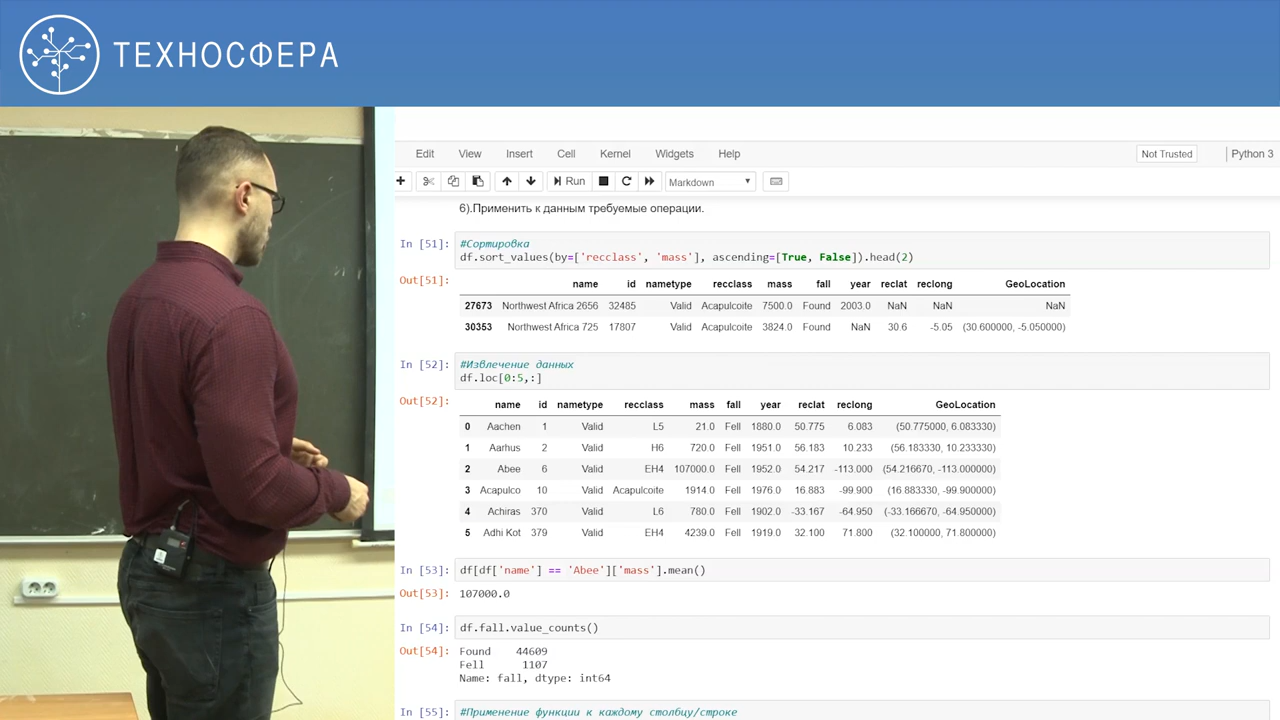 ТЕХНОСФЕРА
Edit View Insert Cell Kernel Widgets Help Not Trusted Python 3
Run Markdown
6).Применить к данным требуемые операции.
In [51]: #Сортировка
df.sort_values(by=['recclass', 'mass'], ascending=[True, False]).head(2)
Out[51]:
name id nametype recclass mass fall year reclat reclong GeoLocation
27673 Northwest Africa 2656 32485 Valid Acapulcoite 7500.0 Found 2003.0 NaN NaN NaN
30353 Northwest Africa 725 17807 Valid Acapulcoite 3824.0 Found NaN 30.6 -5.05 (30.600000, -5.050000)
In [52]: #Извлечение данных
df.loc[0:5,:]
Out[52]:
name id nametype recclass mass fall year reclat reclong GeoLocation
0 Aachen 1 Valid L5 21.0 Fell 1880.0 50.775 6.083 (50.775000, 6.083330)
1 Aarhus 2 Valid H6 720.0 Fell 1951.0 56.183 10.233 (56.183330, 10.233330)
2 Abee 6 Valid EH4 107000.0 Fell 1952.0 54.217 -113.000 (54.216670, -113.000000)
3 Acapulco 10 Valid Acapulcoite 1914.0 Fell 1976.0 16.883 -99.900 (16.883330, -99.900000)
4 Achiras 370 Valid L6 780.0 Fell 1902.0 -33.167 -64.950 (-33.166670, -64.950000)
5 Adhi Kot 379 Valid EH4 4239.0 Fell 1919.0 32.100 71.800 (32.100000, 71.800000)
In [53]: df[df['name'] == 'Abee']['mass'].mean()
Out[53]: 107000.0
In [54]: df.fall.value_counts()
Out[54]: Found 44609
Fell 1107
Name: fall, dtype: int64
In [55]: #Применение функции к каждому столбцу/строке